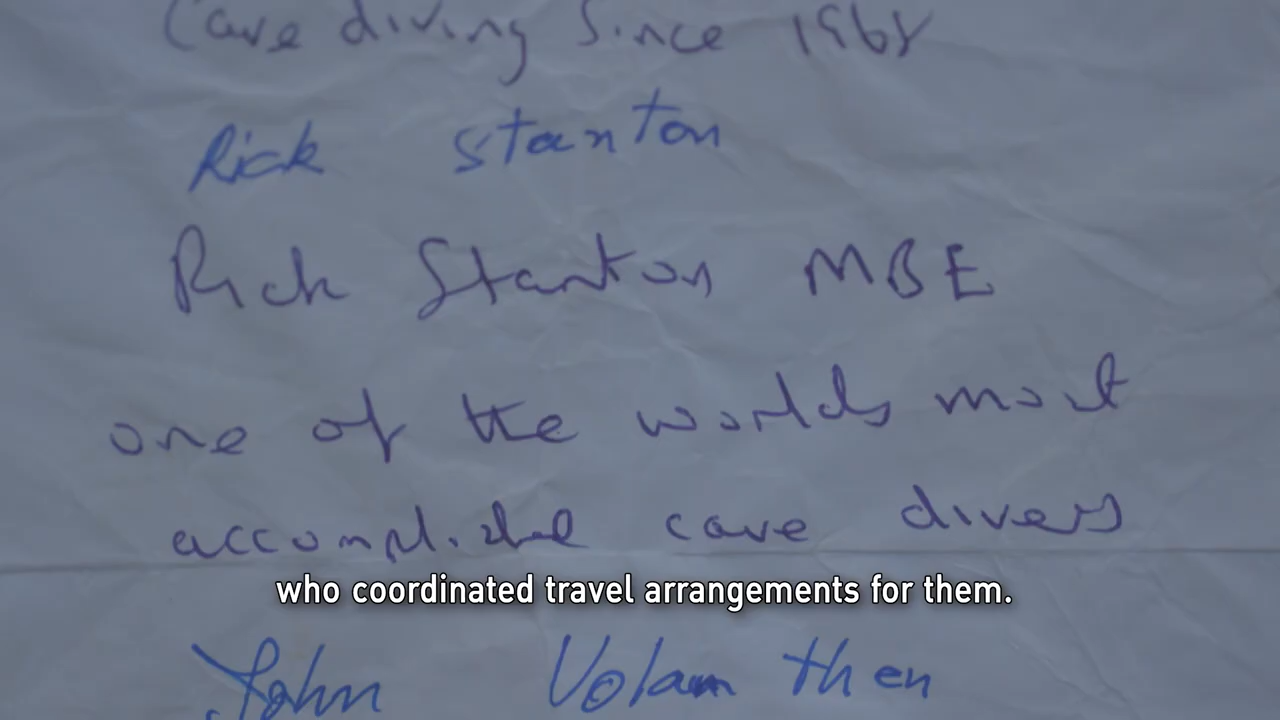 Cave diving Since 1968
Rick Stanton
Rick Stanton MBE
one of the worlds most
accomplished cave divers
who coordinated travel arrangements for them.
John Volanthen